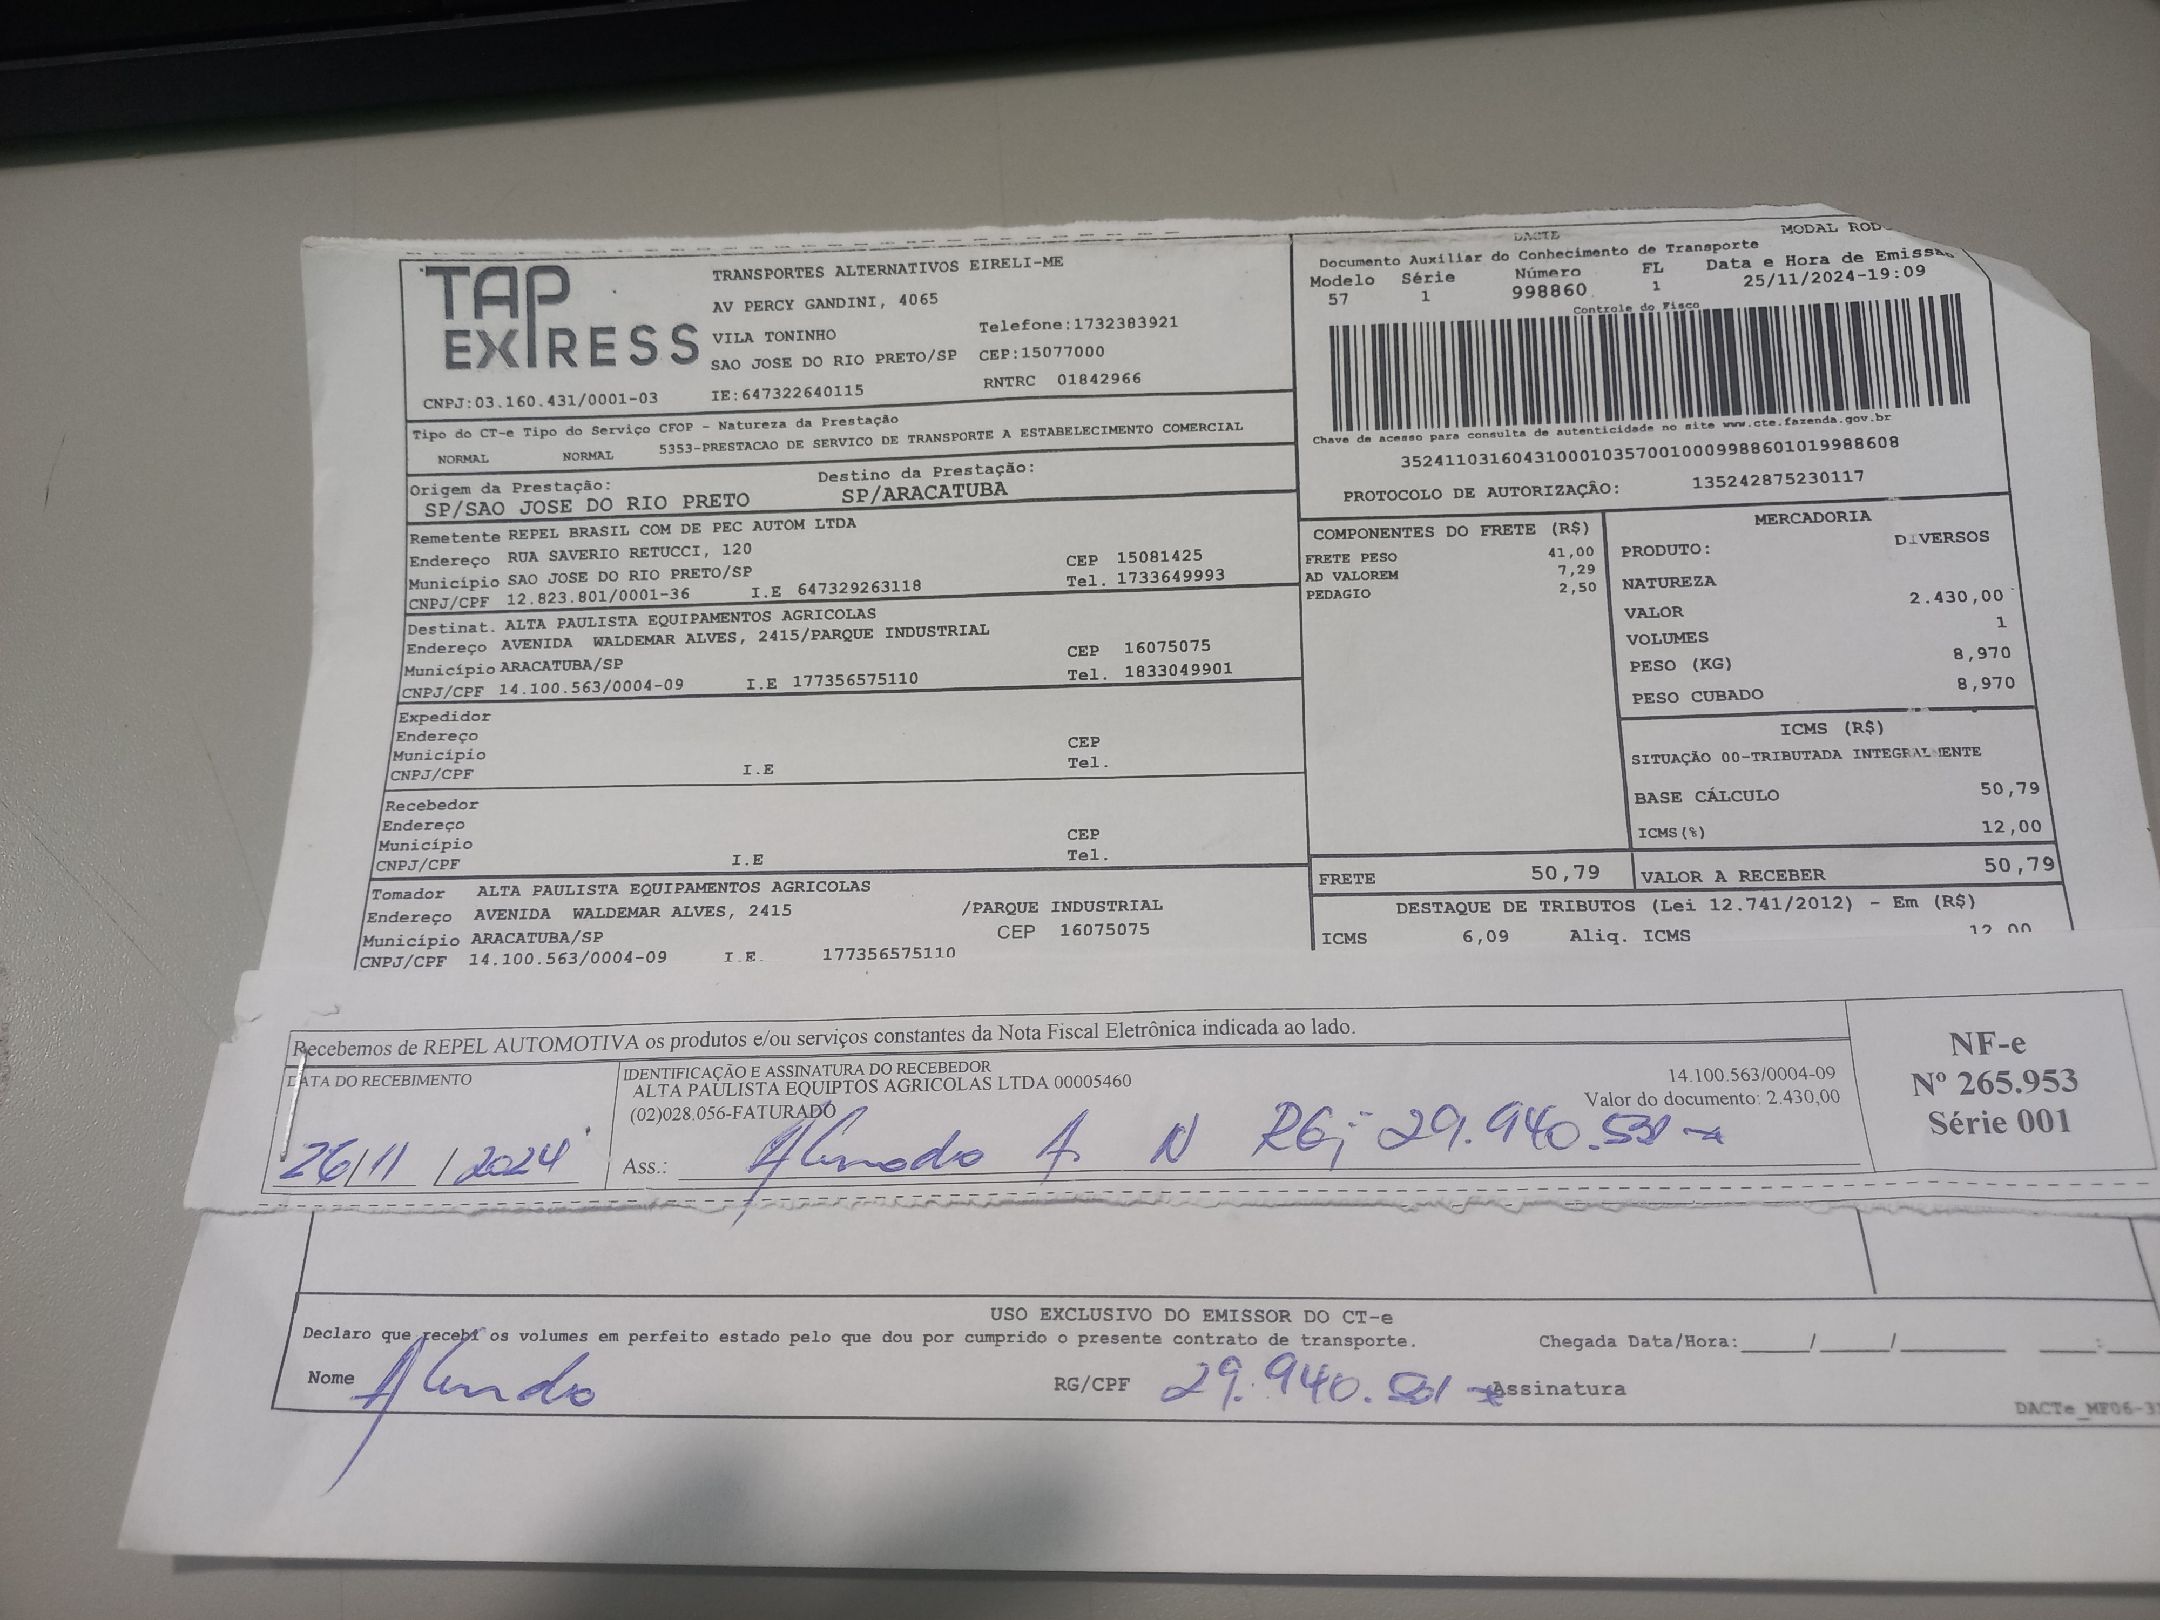 TAP EXPRESS
TRANSPORTES ALTERNATIVOS EIRELI-ME
AV PERCY GANDINI, 4065
VILA TONINHO Telefone:1732383921
SAO JOSE DO RIO PRETO/SP CEP:15077000
CNPJ:03.160.431/0001-03 IE:647322640115 RNTRC 01842966
DACTE MODAL
Documento Auxiliar do Conhecimento de Transporte
Modelo Série Número FL Data e Hora de Emissão
57 1 998860 1 25/11/2024-19:09
Controle do Fisco
Chave de acesso para consulta de autenticidade no site www.cte.fazenda.gov.br
35241103160431000103570010009988601019988608
PROTOCOLO DE AUTORIZAÇÃO: 135242875230117
Tipo do CT-e Tipo do Serviço CFOP - Natureza da Prestação
NORMAL NORMAL 5353-PRESTACAO DE SERVICO DE TRANSPORTE A ESTABELECIMENTO COMERCIAL
Origem da Prestação: Destino da Prestação:
SP/SAO JOSE DO RIO PRETO SP/ARACATUBA
Remetente REPEL BRASIL COM DE PEC AUTOM LTDA
Endereço RUA SAVERIO RETUCCI, 120 CEP 15081425
Município SAO JOSE DO RIO PRETO/SP Tel. 1733649993
CNPJ/CPF 12.823.801/0001-36 I.E 647329263118
Destinat. ALTA PAULISTA EQUIPAMENTOS AGRICOLAS
Endereço AVENIDA WALDEMAR ALVES, 2415/PARQUE INDUSTRIAL
Município ARACATUBA/SP CEP 16075075
CNPJ/CPF 14.100.563/0004-09 I.E 177356575110 Tel. 1833049901
Expedidor
Endereço
Município CEP
CNPJ/CPF I.E Tel.
Recebedor
Endereço
Município CEP
CNPJ/CPF I.E Tel.
Tomador ALTA PAULISTA EQUIPAMENTOS AGRICOLAS
Endereço AVENIDA WALDEMAR ALVES, 2415 /PARQUE INDUSTRIAL
Município ARACATUBA/SP CEP 16075075
CNPJ/CPF 14.100.563/0004-09 I.E. 177356575110
COMPONENTES DO FRETE (R$)
FRETE PESO 41,00
AD VALOREM 7,29
PEDAGIO 2,50
MERCADORIA
PRODUTO: DIVERSOS
NATUREZA
VALOR 2.430,00
VOLUMES 1
PESO (KG) 8,970
PESO CUBADO 8,970
ICMS (R$)
SITUAÇÃO 00-TRIBUTADA INTEGRALMENTE
BASE CÁLCULO 50,79
ICMS(%) 12,00
FRETE 50,79 VALOR A RECEBER 50,79
DESTAQUE DE TRIBUTOS (Lei 12.741/2012) - Em (R$)
ICMS 6,09 Aliq. ICMS 12,00
Recebemos de REPEL AUTOMOTIVA os produtos e/ou serviços constantes da Nota Fiscal Eletrônica indicada ao lado.
DATA DO RECEBIMENTO
26/11/2024
IDENTIFICAÇÃO E ASSINATURA DO RECEBEDOR
ALTA PAULISTA EQUIPTOS AGRICOLAS LTDA 00005460 14.100.563/0004-09
(02)028.056-FATURADO Valor do documento: 2.430,00
Ass.: A. N RG: 29.940.
NF-e
Nº 265.953
Série 001
USO EXCLUSIVO DO EMISSOR DO CT-e
Declaro que recebi os volumes em perfeito estado pelo que dou por cumprido o presente contrato de transporte. Chegada Data/Hora:____/____/____ ___:___
Nome RG/CPF 29.940. Assinatura